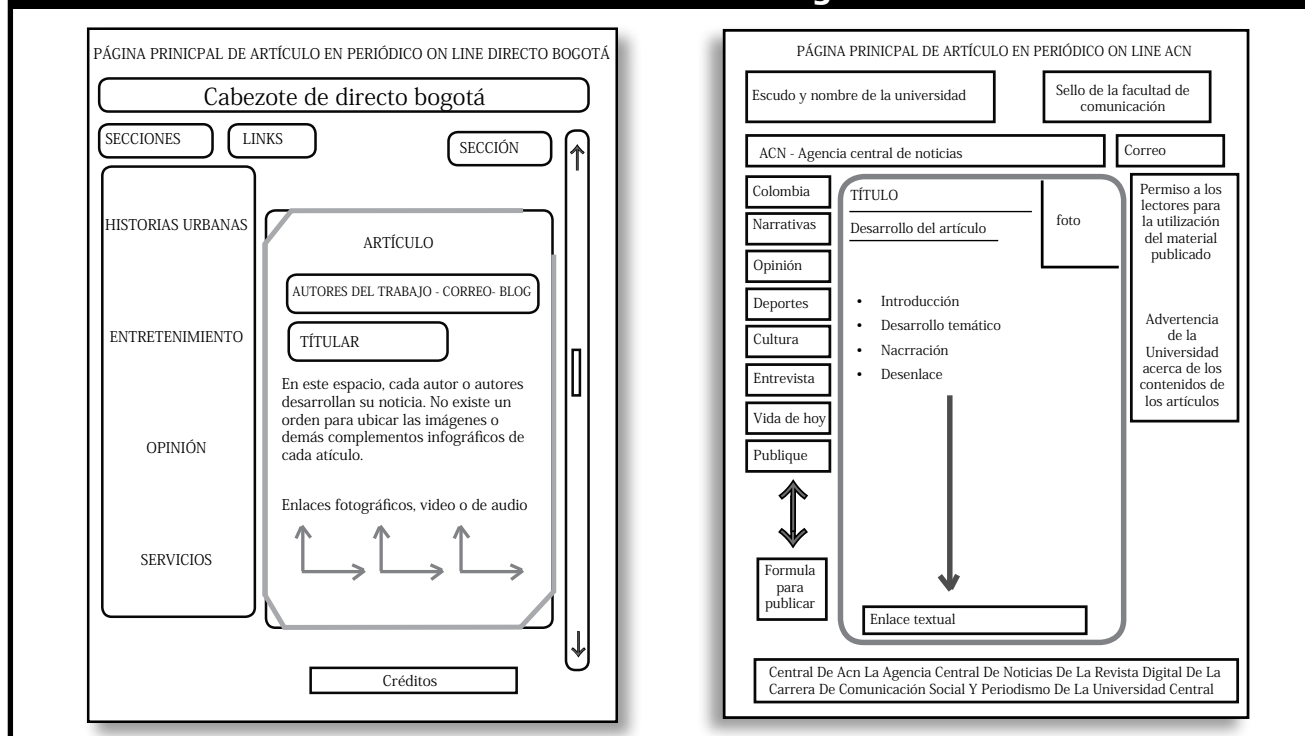 PÁGINA PRINICPAL DE ARTÍCULO EN PERIÓDICO ON LINE DIRECTO BOGOTÁ
Cabezote de directo bogotá
SECCIONES
LINKS
SECCIÓN
HISTORIAS URBANAS
ENTRETENIMIENTO
OPINIÓN
SERVICIOS
ARTÍCULO
AUTORES DEL TRABAJO - CORREO- BLOG
TÍTULAR
En este espacio, cada autor o autores
desarrollan su noticia. No existe un
orden para ubicar las imágenes o
demás complementos infográficos de
cada atículo.
Enlaces fotográficos, video o de audio
Créditos
PÁGINA PRINICPAL DE ARTÍCULO EN PERIÓDICO ON LINE ACN
Escudo y nombre de la universidad
Sello de la facultad de
comunicación
ACN - Agencia central de noticias
Correo
Colombia
Narrativas
Opinión
Deportes
Cultura
Entrevista
Vida de hoy
Publique
Formula
para
publicar
TÍTULO
Desarrollo del artículo
foto
• Introducción
• Desarrollo temático
• Nacrración
• Desenlace
Enlace textual
Permiso a los
lectores para
la utilización
del material
publicado
Advertencia
de la
Universidad
acerca de los
contenidos de
los artículos
Central De Acn La Agencia Central De Noticias De La Revista Digital De La
Carrera De Comunicación Social Y Periodismo De La Universidad Central